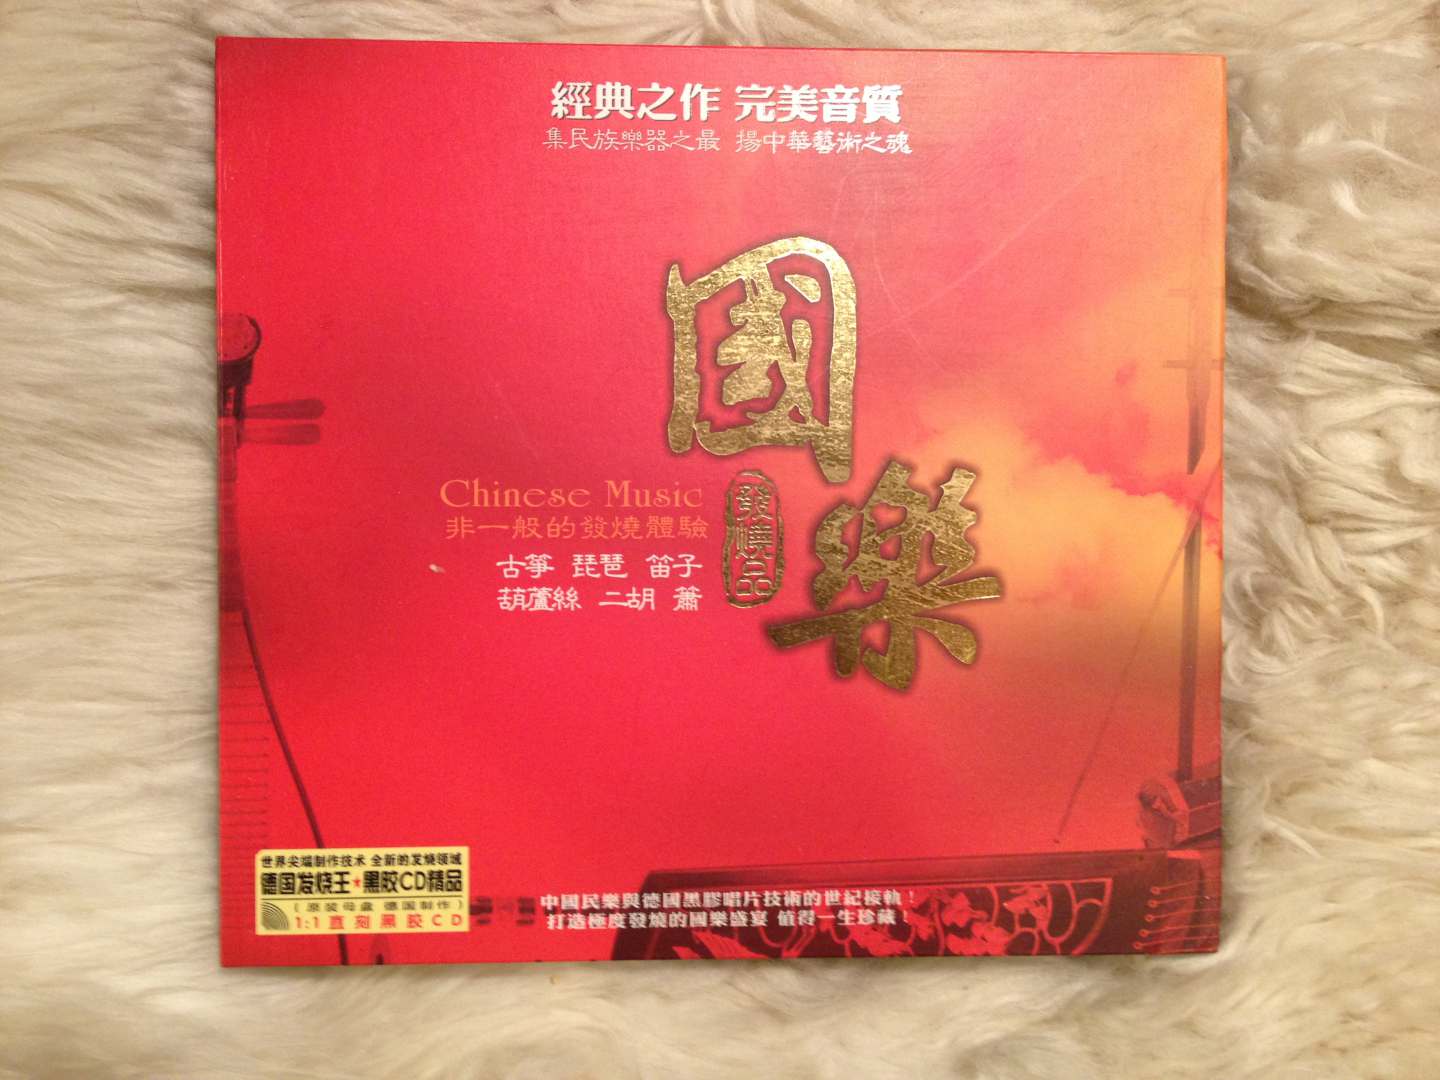 經典之作 完美音質
集民族樂器之最 揚中華藝術之魂
國樂
發燒品
Chinese Music
非一般的發燒體驗
古箏 琵琶 笛子
葫蘆絲 二胡 蕭
世界尖端制作技术 全新的发烧领域
德国发烧王★黑胶CD精品
(原装母盘 德国制作)
1:1直刻黑胶CD
中國民樂與德國黑膠唱片技術的世紀接軌！
打造極度發燒的國樂盛宴 值得一生珍藏！